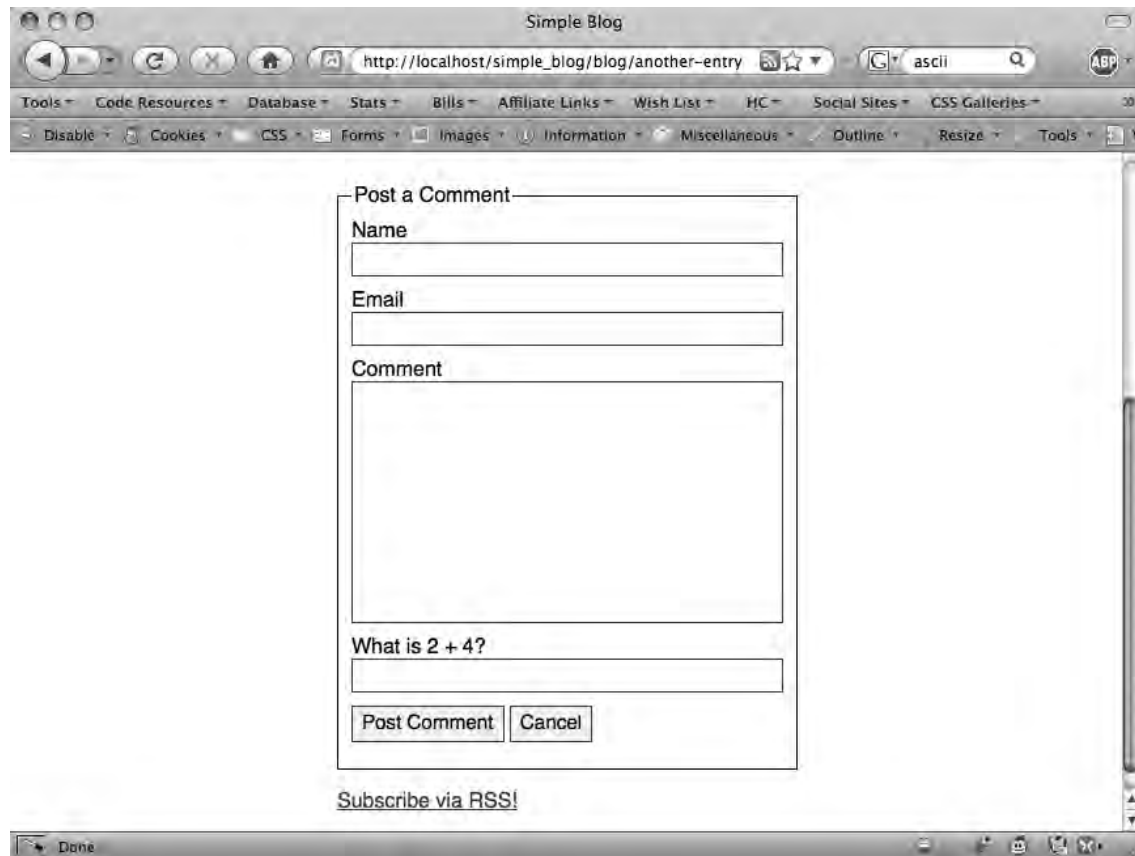 Simple Blog
http://localhost/simple_blog/blog/another-entry G ascii ABP
Tools Code Resources Database Stats Bills Affiliate Links Wish List HC Social Sites CSS Galleries
Disable Cookies CSS Forms Images Information Miscellaneous Outline Resize Tools
Post a Comment
Name
Email
Comment
What is 2 + 4?
Post Comment Cancel
Subscribe via RSS!
Done